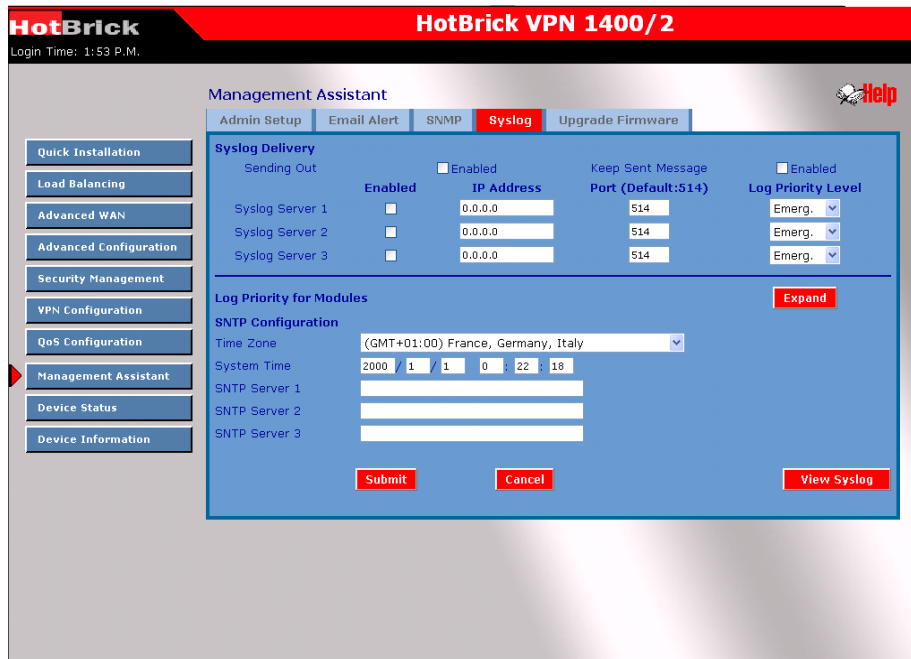 HotBrick
HotBrick VPN 1400/2
Login Time: 1:53 P.M.
Management Assistant
Help
Admin Setup Email Alert SNMP Syslog Upgrade Firmware
Quick Installation
Load Balancing
Advanced WAN
Advanced Configuration
Security Management
VPN Configuration
QoS Configuration
Management Assistant
Device Status
Device Information
Syslog Delivery
Sending Out Enabled Keep Sent Message Enabled
Enabled IP Address Port (Default:514) Log Priority Level
Syslog Server 1 0.0.0.0 514 Emerg.
Syslog Server 2 0.0.0.0 514 Emerg.
Syslog Server 3 0.0.0.0 514 Emerg.
Log Priority for Modules Expand
SNTP Configuration
Time Zone (GMT+01:00) France, Germany, Italy
System Time 2000 / 1 / 1 0 : 22 : 18
SNTP Server 1
SNTP Server 2
SNTP Server 3
Submit Cancel View Syslog